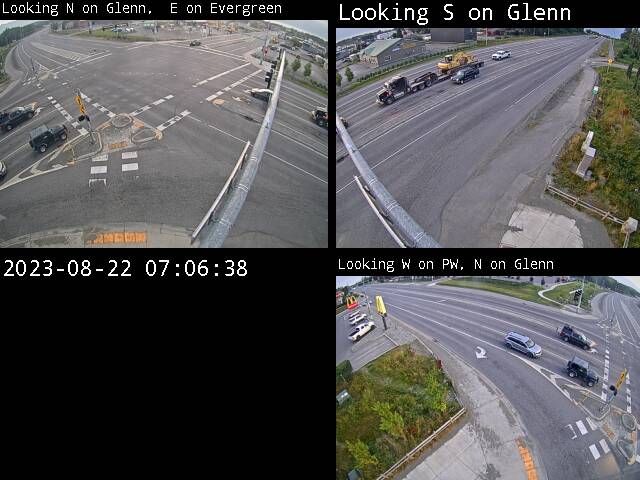 Looking N on Glenn,  E on Evergreen
Looking S on Glenn
2023-08-22 07:06:38
Looking W on PW, N on Glenn